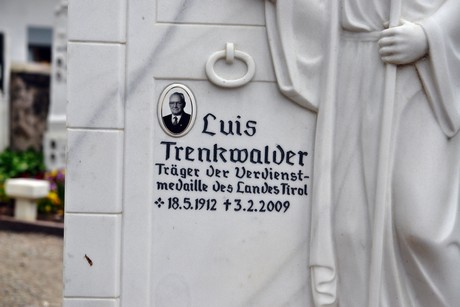 Luis
Trenkwalder
Träger der Verdienst-
medaille des Landes Tirol
✣ 18.5.1912 ✝ 3.2.2009